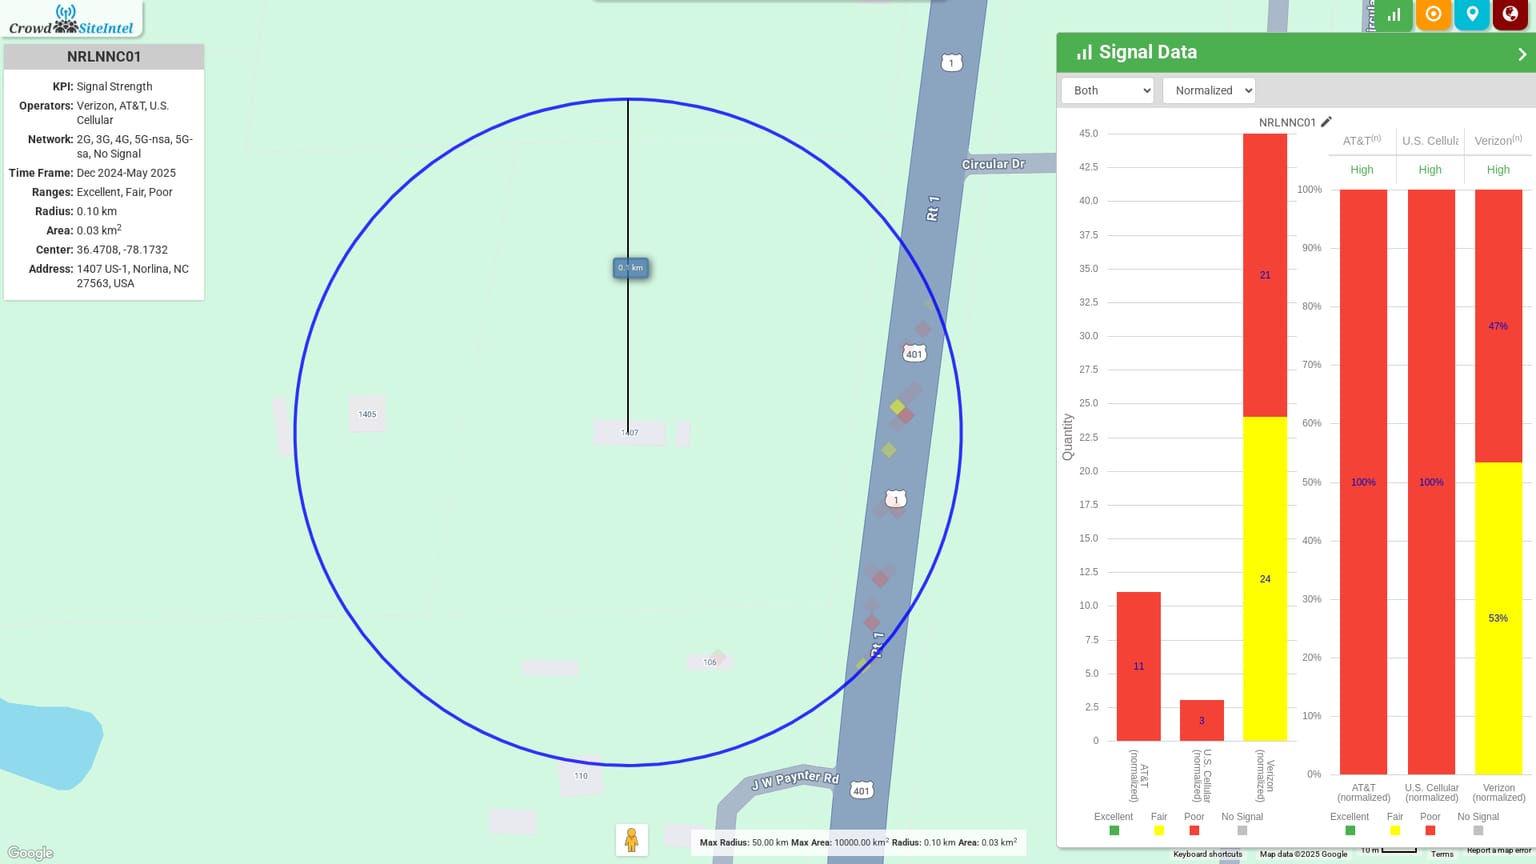 Crowd SiteIntel
NRLNNC01
KPI: Signal Strength
Operators: Verizon, AT&T, U.S.
Cellular
Network: 2G, 3G, 4G, 5G-nsa, 5G-
sa, No Signal
Time Frame: Dec 2024-May 2025
Ranges: Excellent, Fair, Poor
Radius: 0.10 km
Area: 0.03 km²
Center: 36.4708, -78.1732
Address: 1407 US-1, Norlina, NC
27563, USA
1
Circular Dr
Rt 1
0.1 km
401
1405
1407
1
Rt 1
106
110
J W Paynter Rd
401
Google
Max Radius: 50.00 km Max Area: 10000.00 km² Radius: 0.10 km Area: 0.03 km²
Signal Data
Both
Normalized
NRLNNC01
Quantity
45.0
42.5
40.0
37.5
35.0
32.5
30.0
27.5
25.0
22.5
20.0
17.5
15.0
12.5
10.0
7.5
5.0
2.5
0
11
3
21
24
AT&T
(normalized)
U.S. Cellular
(normalized)
Verizon
(normalized)
Excellent Fair Poor No Signal
AT&T(n) U.S. Cellula Verizon(n)
High High High
100%
90%
80%
70%
60%
50%
40%
30%
20%
10%
0%
100%
100%
47%
53%
AT&T
(normalized)
U.S. Cellular
(normalized)
Verizon
(normalized)
Excellent Fair Poor No Signal
Keyboard shortcuts Map data ©2025 Google 10 m Terms Report a map error